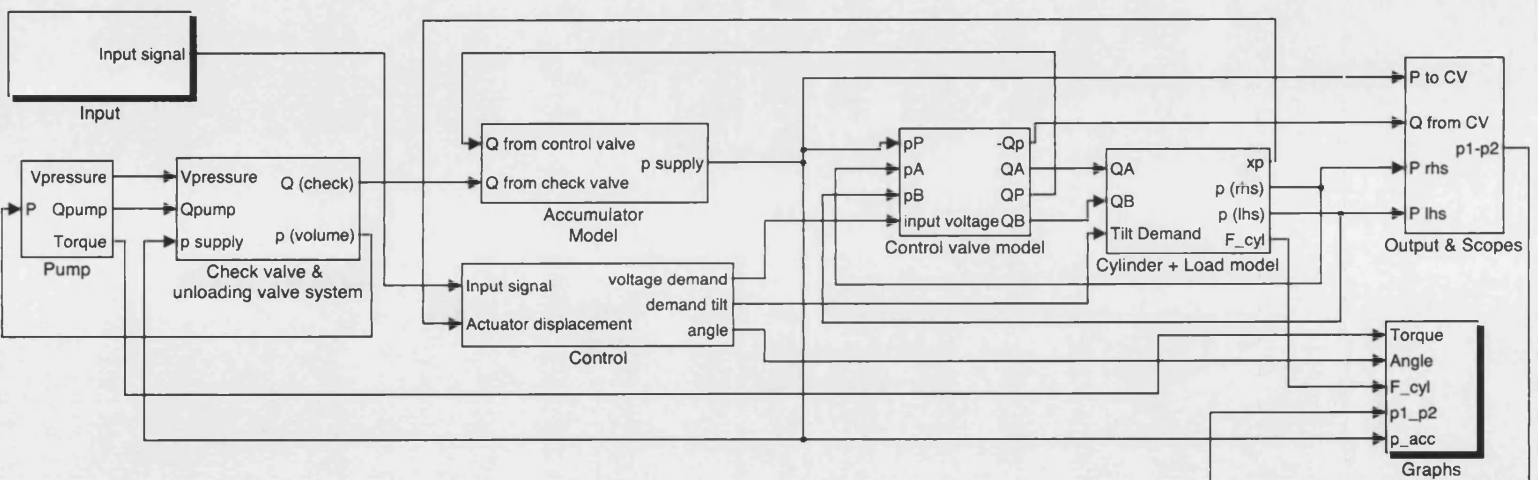 Input signal
Input
Vpressure
P
Qpump
Torque
Pump
Vpressure
Q (check)
Qpump
p (volume)
p supply
Check valve &
unloading valve system
Q from control valve
p supply
Q from check valve
Accumulator
Model
Input signal
voltage demand
demand tilt
Actuator displacement
angle
Control
pP
-Qp
pA
QA
pB
QP
input voltage
QB
Control valve model
xp
QA
p (rhs)
QB
p (lhs)
Tilt Demand
F_cyl
Cylinder + Load model
P to CV
Q from CV
p1-p2
P rhs
P lhs
Output & Scopes
Torque
Angle
F_cyl
p1_p2
p_acc
Graphs